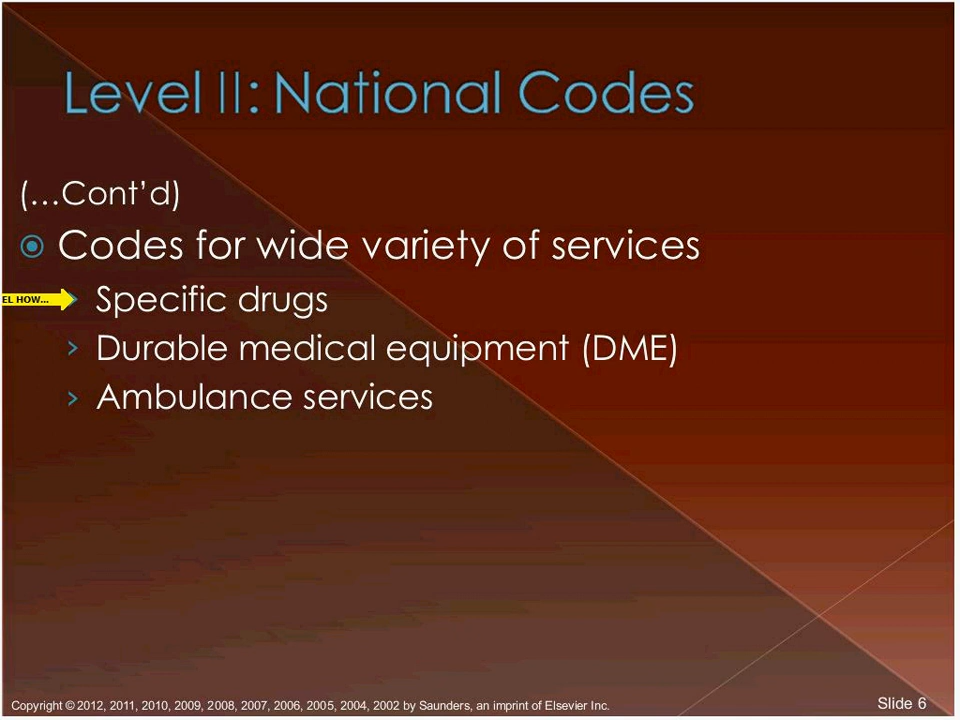 Level II: National Codes
(…Cont’d)
Codes for wide variety of services
EL HOW...
Specific drugs
Durable medical equipment (DME)
Ambulance services
Copyright © 2012, 2011, 2010, 2009, 2008, 2007, 2006, 2005, 2004, 2002 by Saunders, an imprint of Elsevier Inc.
Slide 6